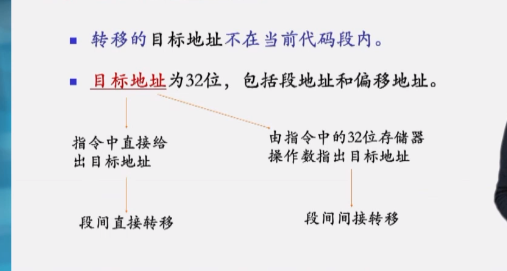 转移的目标地址不在当前代码段内。
目标地址为32位，包括段地址和偏移地址。
指令中直接给
出目标地址
由指令中的32位存储器
操作数指出目标地址
段间直接转移
段间间接转移